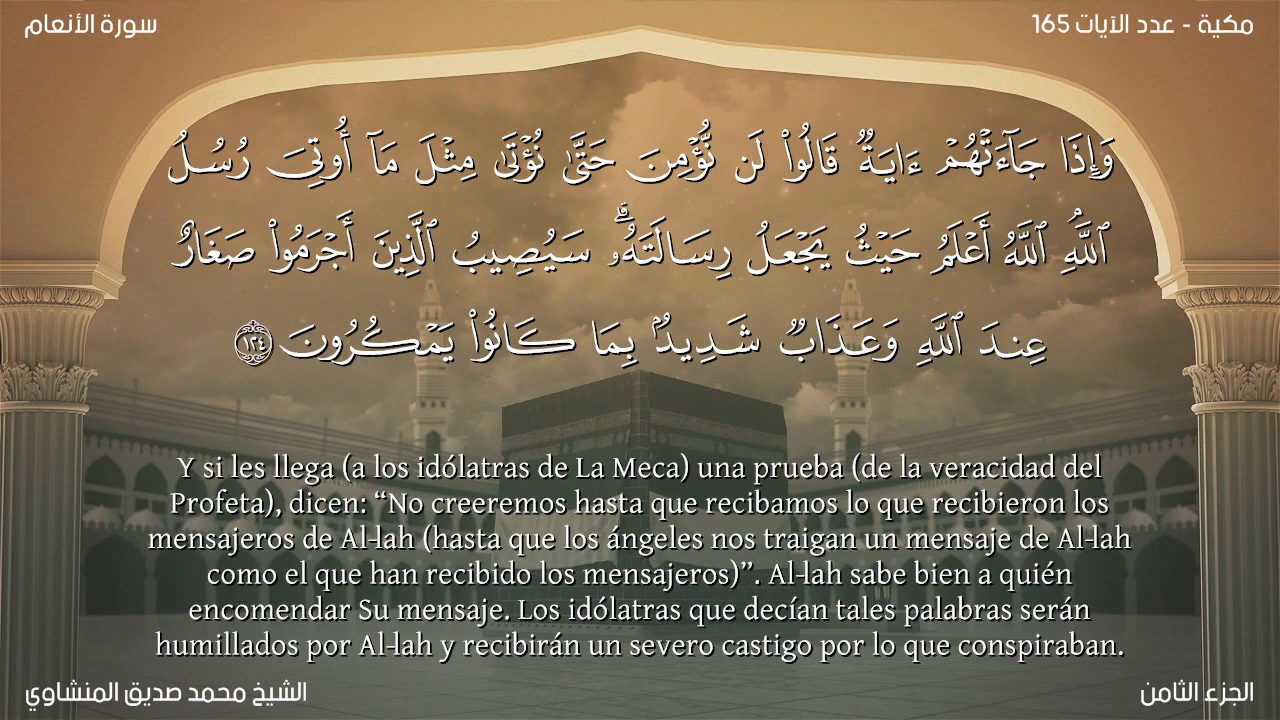 سورة الأنعام
مكية - عدد الآيات 165
وَإِذَا جَآءَتْهُمْ ءَايَةٌ قَالُوا۟ لَن نُّؤْمِنَ حَتَّىٰ نُؤْتَىٰ مِثْلَ مَآ أُوتِىَ رُسُلُ
ٱللَّهِ ۘ ٱللَّهُ أَعْلَمُ حَيْثُ يَجْعَلُ رِسَالَتَهُۥ ۗ سَيُصِيبُ ٱلَّذِينَ أَجْرَمُوا۟ صَغَارٌ
عِندَ ٱللَّهِ وَعَذَابٌ شَدِيدٌۢ بِمَا كَانُوا۟ يَمْكُرُونَ ١٢٤
Y si les llega (a los idólatras de La Meca) una prueba (de la veracidad del
Profeta), dicen: “No creeremos hasta que recibamos lo que recibieron los
mensajeros de Al-lah (hasta que los ángeles nos traigan un mensaje de Al-lah
como el que han recibido los mensajeros)”. Al-lah sabe bien a quién
encomendar Su mensaje. Los idólatras que decían tales palabras serán
humillados por Al-lah y recibirán un severo castigo por lo que conspiraban.
الشيخ محمد صديق المنشاوي
الجزء الثامن